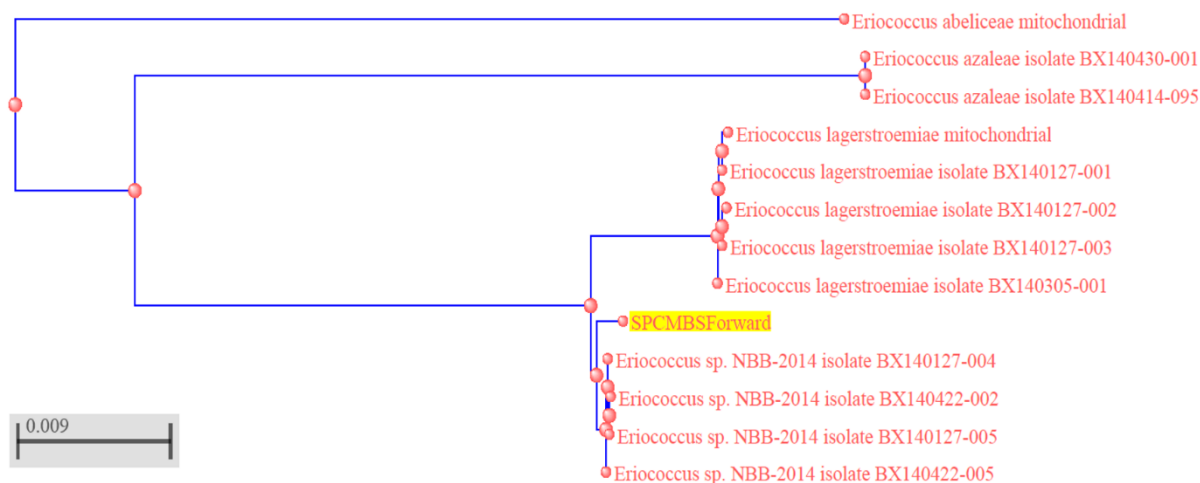 Eriococcus abeliceae mitochondrial
Eriococcus azaleae isolate BX140430-001
Eriococcus azaleae isolate BX140414-095
Eriococcus lagerstroemiae mitochondrial
Eriococcus lagerstroemiae isolate BX140127-001
Eriococcus lagerstroemiae isolate BX140127-002
Eriococcus lagerstroemiae isolate BX140127-003
Eriococcus lagerstroemiae isolate BX140305-001
SPCMBSForward
Eriococcus sp. NBB-2014 isolate BX140127-004
Eriococcus sp. NBB-2014 isolate BX140422-002
Eriococcus sp. NBB-2014 isolate BX140127-005
Eriococcus sp. NBB-2014 isolate BX140422-005
0.009